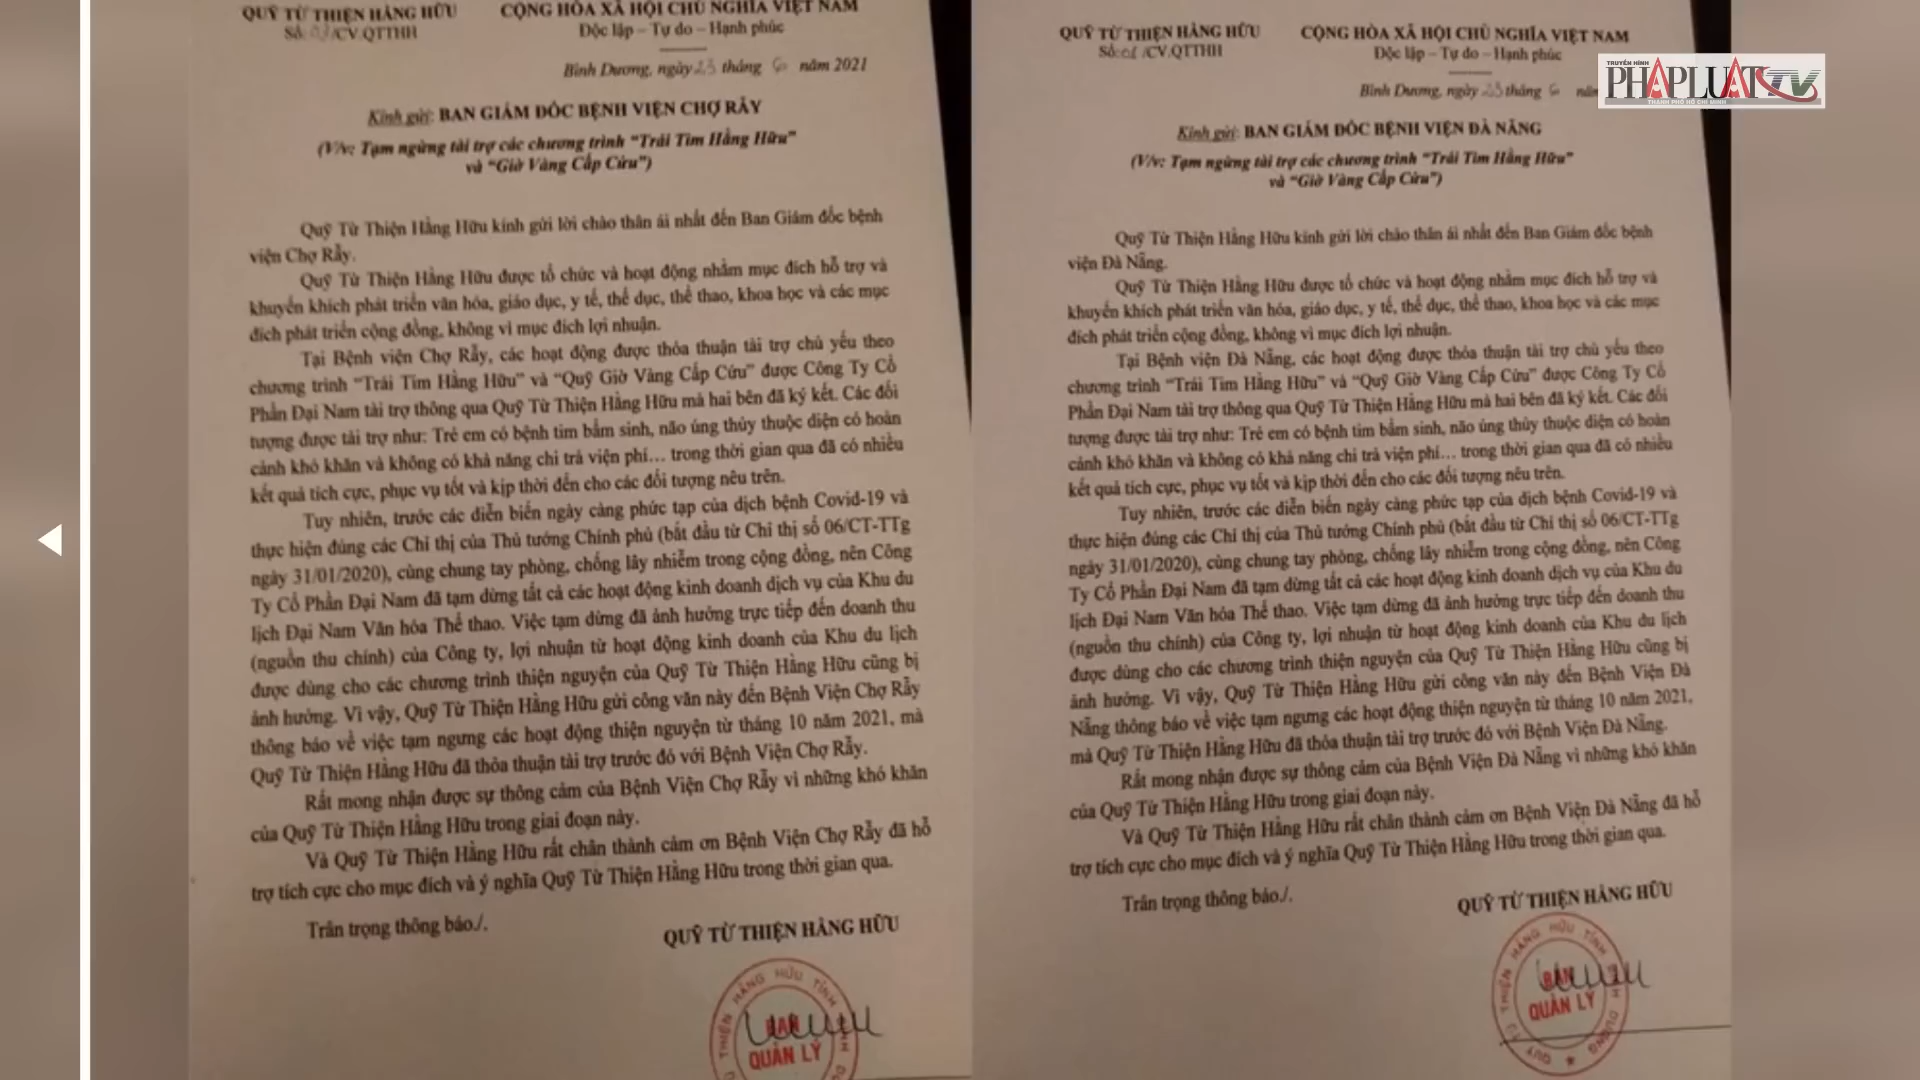 QUỸ TỪ THIỆN HẰNG HỮU
Số: /CV.QTTHH
CỘNG HÒA XÃ HỘI CHỦ NGHĨA VIỆT NAM
Độc lập – Tự do – Hạnh phúc
Bình Dương, ngày 23 tháng năm 2021
Kính gửi: BAN GIÁM ĐỐC BỆNH VIỆN CHỢ RẪY
(V/v: Tạm ngừng tài trợ các chương trình “Trái Tim Hằng Hữu”
và “Giờ Vàng Cấp Cứu”)
Quỹ Từ Thiện Hằng Hữu kính gửi lời chào thân ái nhất đến Ban Giám đốc bệnh
viện Chợ Rẫy.
Quỹ Từ Thiện Hằng Hữu được tổ chức và hoạt động nhằm mục đích hỗ trợ và
khuyến khích phát triển văn hóa, giáo dục, y tế, thể dục, thể thao, khoa học và các mục
đích phát triển cộng đồng, không vì mục đích lợi nhuận.
Tại Bệnh viện Chợ Rẫy, các hoạt động được thỏa thuận tài trợ chủ yếu theo
chương trình “Trái Tim Hằng Hữu” và “Quỹ Giờ Vàng Cấp Cứu” được Công Ty Cổ
Phần Đại Nam tài trợ thông qua Quỹ Từ Thiện Hằng Hữu mà hai bên đã ký kết. Các đối
tượng được tài trợ như: Trẻ em có bệnh tim bẩm sinh, não úng thủy thuộc diện có hoàn
cảnh khó khăn và không có khả năng chi trả viện phí… trong thời gian qua đã có nhiều
kết quả tích cực, phục vụ tốt và kịp thời đến cho các đối tượng nêu trên.
Tuy nhiên, trước các diễn biến ngày càng phức tạp của dịch bệnh Covid-19 và
thực hiện đúng các Chỉ thị của Thủ tướng Chính phủ (bắt đầu từ Chỉ thị số 06/CT-TTg
ngày 31/01/2020), cùng chung tay phòng, chống lây nhiễm trong cộng đồng, nên Công
Ty Cổ Phần Đại Nam đã tạm dừng tất cả các hoạt động kinh doanh dịch vụ của Khu du
lịch Đại Nam Văn hóa Thể thao. Việc tạm dừng đã ảnh hưởng trực tiếp đến doanh thu
(nguồn thu chính) của Công ty, lợi nhuận từ hoạt động kinh doanh của Khu du lịch
được dùng cho các chương trình thiện nguyện của Quỹ Từ Thiện Hằng Hữu cũng bị
ảnh hưởng. Vì vậy, Quỹ Từ Thiện Hằng Hữu gửi công văn này đến Bệnh Viện Chợ Rẫy
thông báo về việc tạm ngưng các hoạt động thiện nguyện từ tháng 10 năm 2021, mà
Quỹ Từ Thiện Hằng Hữu đã thỏa thuận tài trợ trước đó với Bệnh Viện Chợ Rẫy.
Rất mong nhận được sự thông cảm của Bệnh Viện Chợ Rẫy vì những khó khăn
của Quỹ Từ Thiện Hằng Hữu trong giai đoạn này.
Và Quỹ Từ Thiện Hằng Hữu rất chân thành cảm ơn Bệnh Viện Chợ Rẫy đã hỗ
trợ tích cực cho mục đích và ý nghĩa Quỹ Từ Thiện Hằng Hữu trong thời gian qua.
Trân trọng thông báo./.
QUỸ TỪ THIỆN HẰNG HỮU
THIỆN HẰNG HỮU TỈNH
BAN
QUẢN LÝ
QUỸ TỪ THIỆN HẰNG HỮU
Số: /CV.QTTHH
CỘNG HÒA XÃ HỘI CHỦ NGHĨA VIỆT NAM
Độc lập – Tự do – Hạnh phúc
Bình Dương, ngày 23 tháng năm
Kính gửi: BAN GIÁM ĐỐC BỆNH VIỆN ĐÀ NẴNG
(V/v: Tạm ngừng tài trợ các chương trình “Trái Tim Hằng Hữu”
và “Giờ Vàng Cấp Cứu”)
Quỹ Từ Thiện Hằng Hữu kính gửi lời chào thân ái nhất đến Ban Giám đốc bệnh
viện Đà Nẵng.
Quỹ Từ Thiện Hằng Hữu được tổ chức và hoạt động nhằm mục đích hỗ trợ và
khuyến khích phát triển văn hóa, giáo dục, y tế, thể dục, thể thao, khoa học và các mục
đích phát triển cộng đồng, không vì mục đích lợi nhuận.
Tại Bệnh viện Đà Nẵng, các hoạt động được thỏa thuận tài trợ chủ yếu theo
chương trình “Trái Tim Hằng Hữu” và “Quỹ Giờ Vàng Cấp Cứu” được Công Ty Cổ
Phần Đại Nam tài trợ thông qua Quỹ Từ Thiện Hằng Hữu mà hai bên đã ký kết. Các đối
tượng được tài trợ như: Trẻ em có bệnh tim bẩm sinh, não úng thủy thuộc diện có hoàn
cảnh khó khăn và không có khả năng chi trả viện phí… trong thời gian qua đã có nhiều
kết quả tích cực, phục vụ tốt và kịp thời đến cho các đối tượng nêu trên.
Tuy nhiên, trước các diễn biến ngày càng phức tạp của dịch bệnh Covid-19 và
thực hiện đúng các Chỉ thị của Thủ tướng Chính phủ (bắt đầu từ Chỉ thị số 06/CT-TTg
ngày 31/01/2020), cùng chung tay phòng, chống lây nhiễm trong cộng đồng, nên Công
Ty Cổ Phần Đại Nam đã tạm dừng tất cả các hoạt động kinh doanh dịch vụ của Khu du
lịch Đại Nam Văn hóa Thể thao. Việc tạm dừng đã ảnh hưởng trực tiếp đến doanh thu
(nguồn thu chính) của Công ty, lợi nhuận từ hoạt động kinh doanh của Khu du lịch
được dùng cho các chương trình thiện nguyện của Quỹ Từ Thiện Hằng Hữu cũng bị
ảnh hưởng. Vì vậy, Quỹ Từ Thiện Hằng Hữu gửi công văn này đến Bệnh Viện Đà
Nẵng thông báo về việc tạm ngưng các hoạt động thiện nguyện từ tháng 10 năm 2021,
mà Quỹ Từ Thiện Hằng Hữu đã thỏa thuận tài trợ trước đó với Bệnh Viện Đà Nẵng.
Rất mong nhận được sự thông cảm của Bệnh Viện Đà Nẵng vì những khó khăn
của Quỹ Từ Thiện Hằng Hữu trong giai đoạn này.
Và Quỹ Từ Thiện Hằng Hữu rất chân thành cảm ơn Bệnh Viện Đà Nẵng đã hỗ
trợ tích cực cho mục đích và ý nghĩa Quỹ Từ Thiện Hằng Hữu trong thời gian qua.
Trân trọng thông báo./.
QUỸ TỪ THIỆN HẰNG HỮU
QUỸ TỪ THIỆN HẰNG HỮU TỈNH BÌNH DƯƠNG
BAN
QUẢN LÝ
TRUYỀN HÌNH
PHÁP LUẬT TV
THÀNH PHỐ HỒ CHÍ MINH